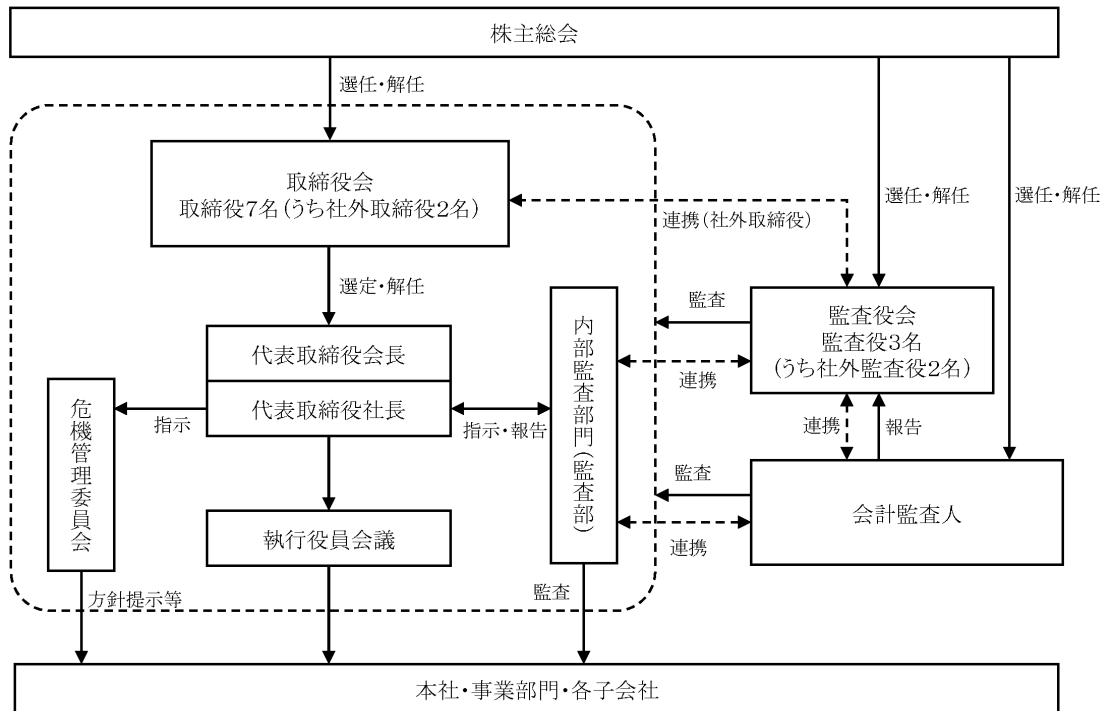 株主総会
選任・解任
取締役会
取締役7名(うち社外取締役2名)
連携(社外取締役)
選任・解任
選任・解任
選定・解任
監査
監査役会
監査役3名
(うち社外監査役2名)
代表取締役会長
代表取締役社長
内部監査部門(監査部)
連携
危機管理委員会
指示
指示・報告
連携
報告
監査
会計監査人
執行役員会議
連携
方針提示等
監査
本社・事業部門・各子会社